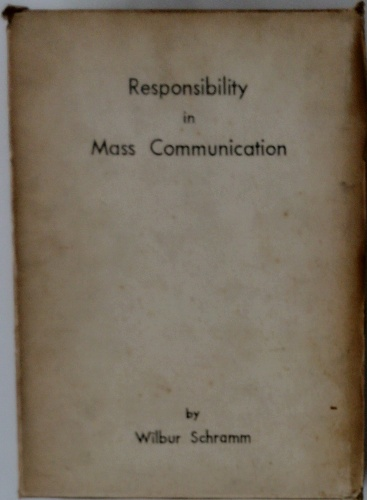 Responsibility
in
Mass Communication
by
Wilbur Schramm